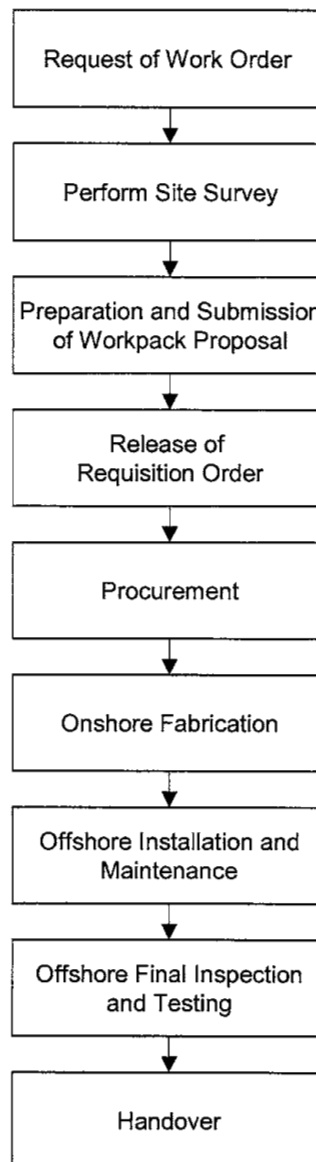 Request of Work Order
Perform Site Survey
Preparation and Submission
of Workpack Proposal
Release of
Requisition Order
Procurement
Onshore Fabrication
Offshore Installation and
Maintenance
Offshore Final Inspection
and Testing
Handover